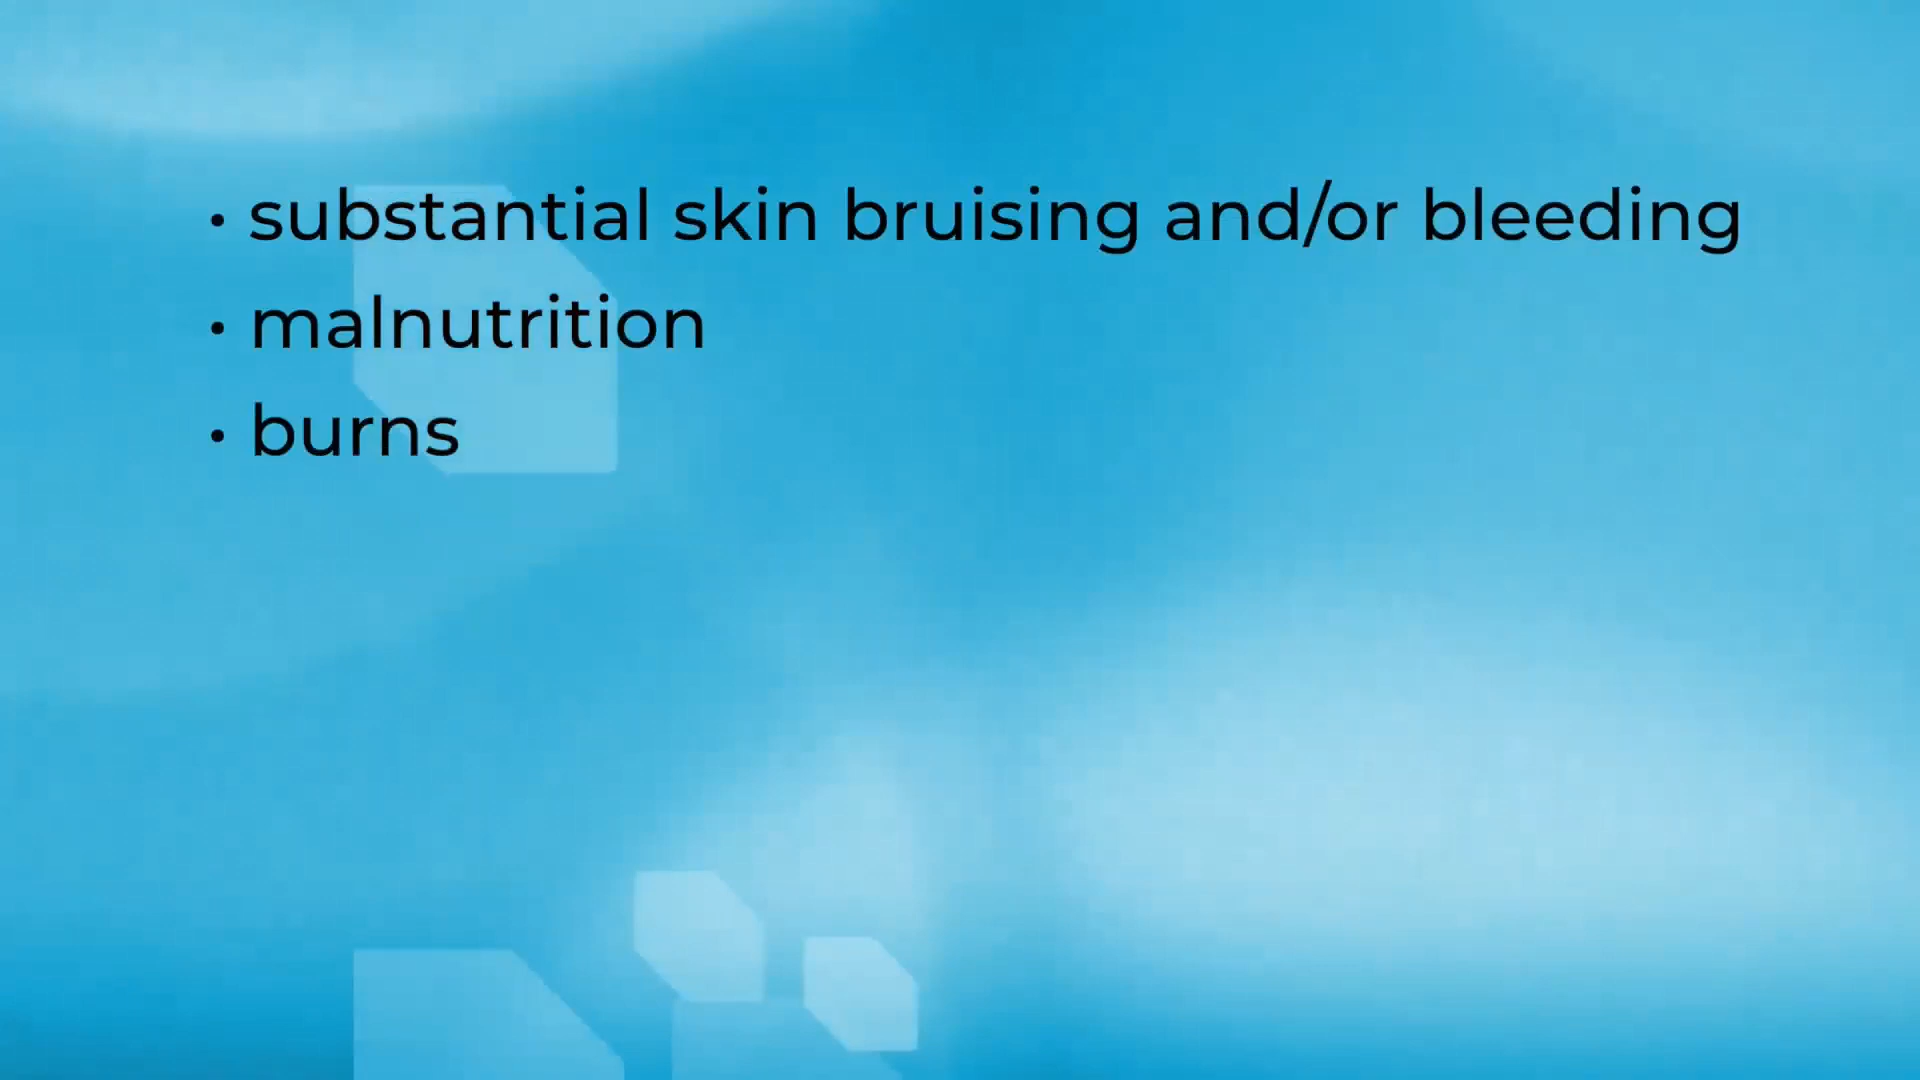 • substantial skin bruising and/or bleeding
• malnutrition
• burns